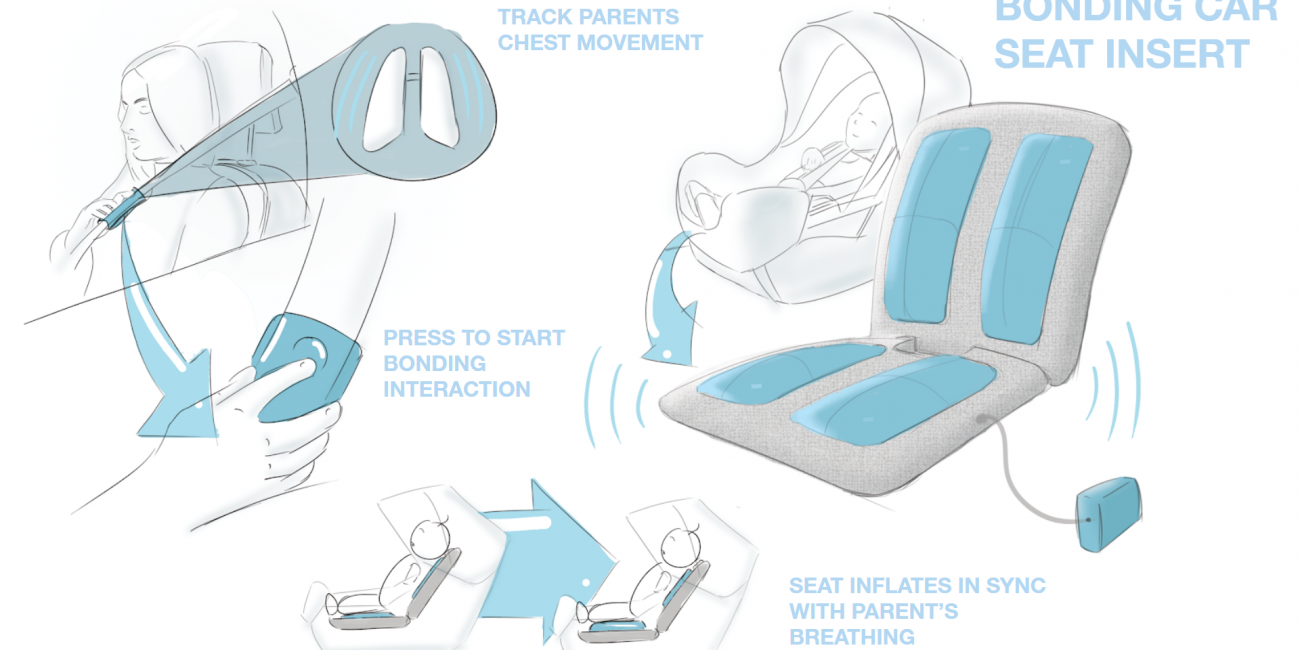 TRACK PARENTS
CHEST MOVEMENT
BONDING CAR
SEAT INSERT
PRESS TO START
BONDING
INTERACTION
SEAT INFLATES IN SYNC
WITH PARENT’S
BREATHING